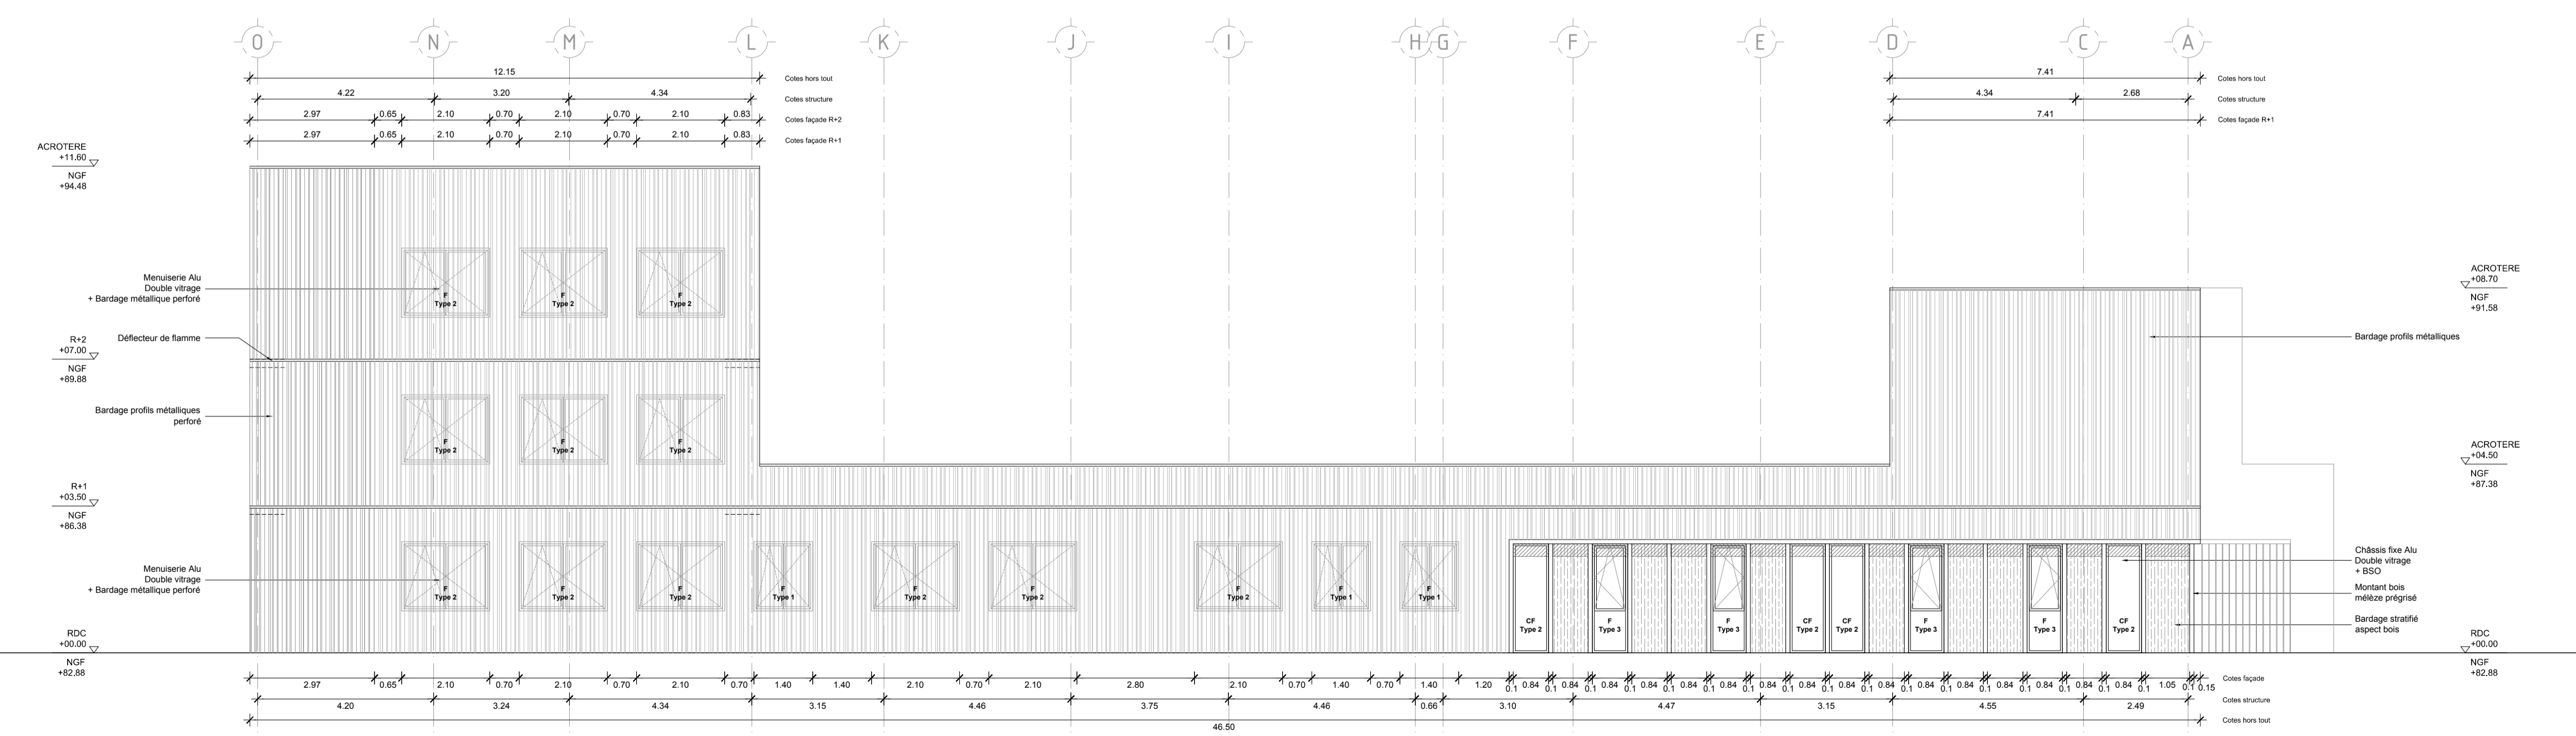 O N M L K J I H G F E D C A
12.15 Cotes hors tout
4.22 3.20 4.34 Cotes structure
2.97 0.65 2.10 0.70 2.10 0.70 2.10 0.83 Cotes façade R+2
2.97 0.65 2.10 0.70 2.10 0.70 2.10 0.83 Cotes façade R+1
7.41 Cotes hors tout
4.34 2.68 Cotes structure
7.41 Cotes façade R+1
ACROTERE
+11.60
NGF
+94.48
Menuiserie Alu
Double vitrage
+ Bardage métallique perforé
R+2
+07.00
NGF
+89.88
Déflecteur de flamme
Bardage profils métalliques
perforé
R+1
+03.50
NGF
+86.38
Menuiserie Alu
Double vitrage
+ Bardage métallique perforé
RDC
+00.00
NGF
+82.88
F
Type 2
F
Type 2
F
Type 2
F
Type 2
F
Type 2
F
Type 2
F
Type 2
F
Type 2
F
Type 2
F
Type 1
F
Type 2
F
Type 2
F
Type 2
F
Type 1
F
Type 1
CF
Type 2
F
Type 3
F
Type 3
CF
Type 2
CF
Type 2
F
Type 3
F
Type 3
CF
Type 2
ACROTERE
+08.70
NGF
+91.58
Bardage profils métalliques
ACROTERE
+04.50
NGF
+87.38
Châssis fixe Alu
Double vitrage
+ BSO
Montant bois
mélèze prégrisé
Bardage stratifié
aspect bois
RDC
+00.00
NGF
+82.88
2.97 0.65 2.10 0.70 2.10 0.70 2.10 0.70 1.40 1.40 2.10 0.70 2.10 2.80 2.10 0.70 1.40 0.70 1.40 1.20 0.1 0.84 0.1 0.84 0.1 0.84 0.1 0.84 0.1 0.84 0.1 0.84 0.1 0.84 0.1 0.84 0.1 0.84 0.1 0.84 0.1 0.84 0.1 0.84 0.1 0.84 0.1 0.84 0.1 0.84 0.1 0.84 0.1 1.05 0.1 0.15 Cotes façade
4.20 3.24 4.34 3.15 4.46 3.75 4.46 0.66 3.10 4.47 3.15 4.55 2.49 Cotes structure
46.50 Cotes hors tout